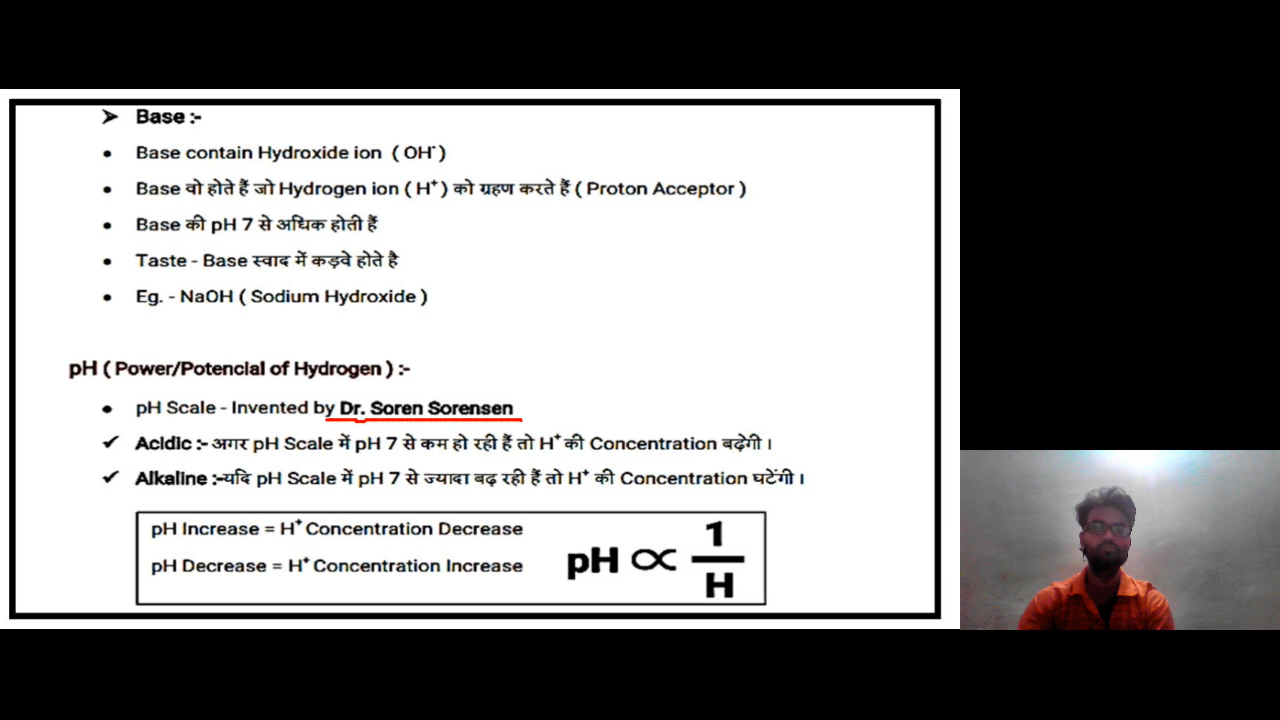 ➤ Base :-
• Base contain Hydroxide ion ( OH⁻ )
• Base वो होते हैं जो Hydrogen ion ( H⁺ ) को ग्रहण करते हैं ( Proton Acceptor )
• Base की pH 7 से अधिक होती हैं
• Taste - Base स्वाद में कड़वे होते है
• Eg. - NaOH ( Sodium Hydroxide )
pH ( Power/Potencial of Hydrogen ) :-
• pH Scale - Invented by Dr. Soren Sorensen
✓ Acidic :- अगर pH Scale में pH 7 से कम हो रही हैं तो H⁺ की Concentration बढ़ेगी ।
✓ Alkaline :-यदि pH Scale में pH 7 से ज्यादा बढ़ रही हैं तो H⁺ की Concentration घटेंगी ।
pH Increase = H⁺ Concentration Decrease
pH Decrease = H⁺ Concentration Increase
pH ∝ 1/H